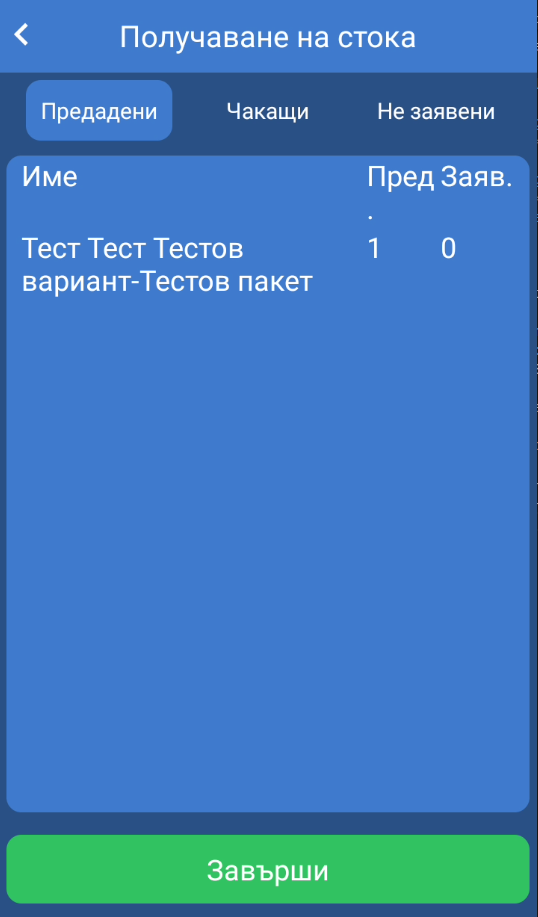 Получаване на стока
Предадени Чакащи Не заявени
Име Пред Заяв.
.
Тест Тест Тестов 1 0
вариант-Тестов пакет
Завърши